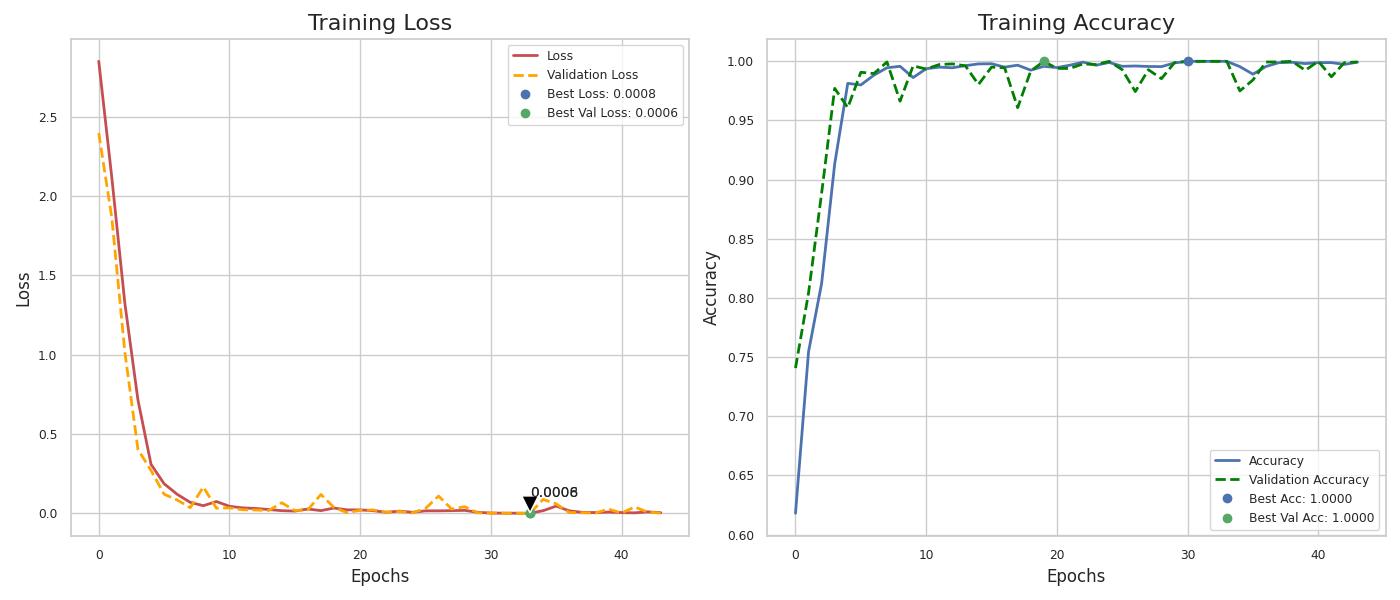 Training Loss
Loss
Validation Loss
Best Loss: 0.0008
Best Val Loss: 0.0006
2.5
2.0
1.5
1.0
0.5
0.0
Loss
0
10
20
30
40
Epochs
Training Accuracy
1.00
0.95
0.90
0.85
0.80
0.75
0.70
0.65
0.60
Accuracy
Accuracy
Validation Accuracy
Best Acc: 1.0000
Best Val Acc: 1.0000
0
10
20
30
40
Epochs